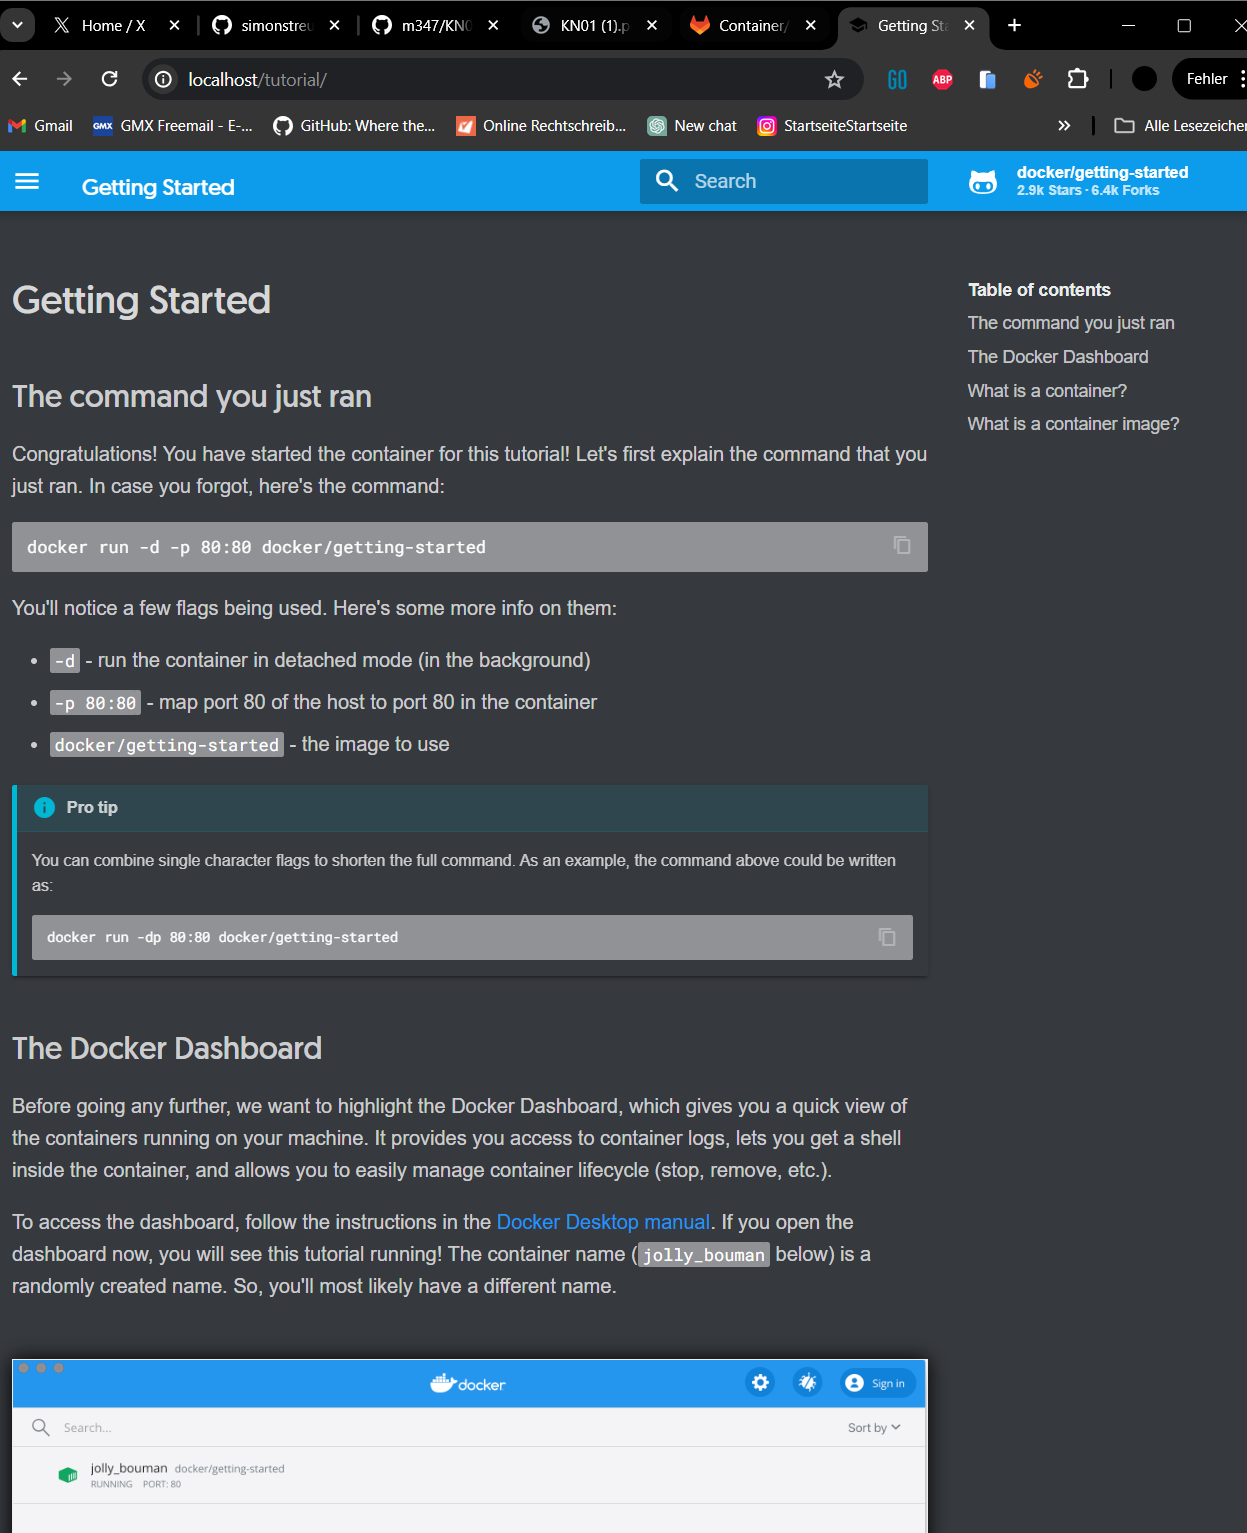 Home / X
simonstreu
m347/KN0
KN01 (1).p
Container/
Getting Sta
localhost/tutorial/
GO
ABP
Fehler
Gmail
GMX
GMX Freemail - E-...
GitHub: Where the...
Online Rechtschreib...
New chat
StartseiteStartseite
Alle Lesezeichen
Getting Started
Search
docker/getting-started
2.9k Stars · 6.4k Forks
Getting Started
Table of contents
The command you just ran
The Docker Dashboard
What is a container?
What is a container image?
The command you just ran
Congratulations! You have started the container for this tutorial! Let's first explain the command that you
just ran. In case you forgot, here's the command:
docker run -d -p 80:80 docker/getting-started
You'll notice a few flags being used. Here's some more info on them:
• -d - run the container in detached mode (in the background)
• -p 80:80 - map port 80 of the host to port 80 in the container
• docker/getting-started - the image to use
Pro tip
You can combine single character flags to shorten the full command. As an example, the command above could be written
as:
docker run -dp 80:80 docker/getting-started
The Docker Dashboard
Before going any further, we want to highlight the Docker Dashboard, which gives you a quick view of
the containers running on your machine. It provides you access to container logs, lets you get a shell
inside the container, and allows you to easily manage container lifecycle (stop, remove, etc.).
To access the dashboard, follow the instructions in the Docker Desktop manual. If you open the
dashboard now, you will see this tutorial running! The container name (jolly_bouman below) is a
randomly created name. So, you'll most likely have a different name.
docker
Sign in
Search...
Sort by
jolly_bouman docker/getting-started
RUNNING PORT: 80